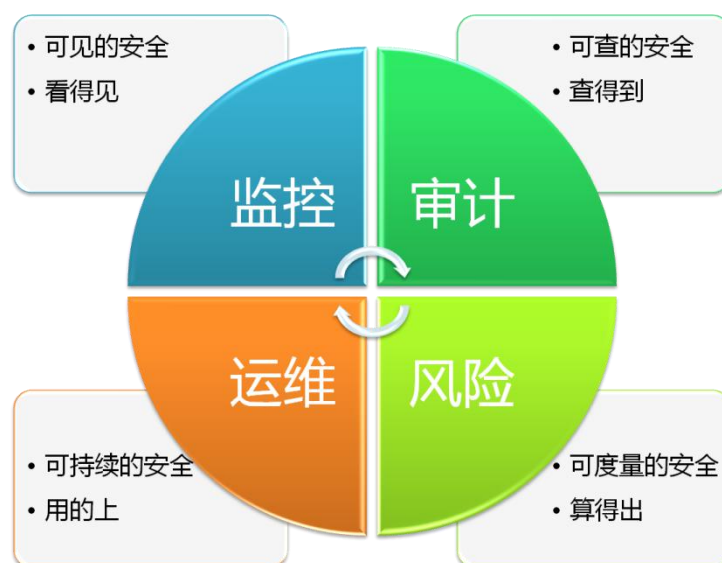 • 可见的安全
• 看得见
• 可查的安全
• 查得到
监控
审计
运维
风险
• 可持续的安全
• 用的上
• 可度量的安全
• 算得出